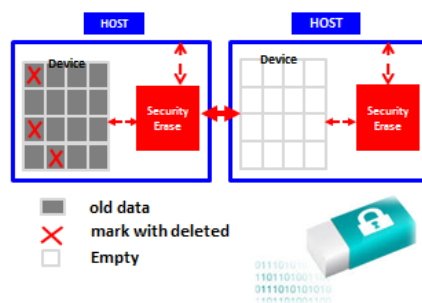 HOST
HOST
Device
Device
Security
Erase
Security
Erase
old data
mark with deleted
Empty